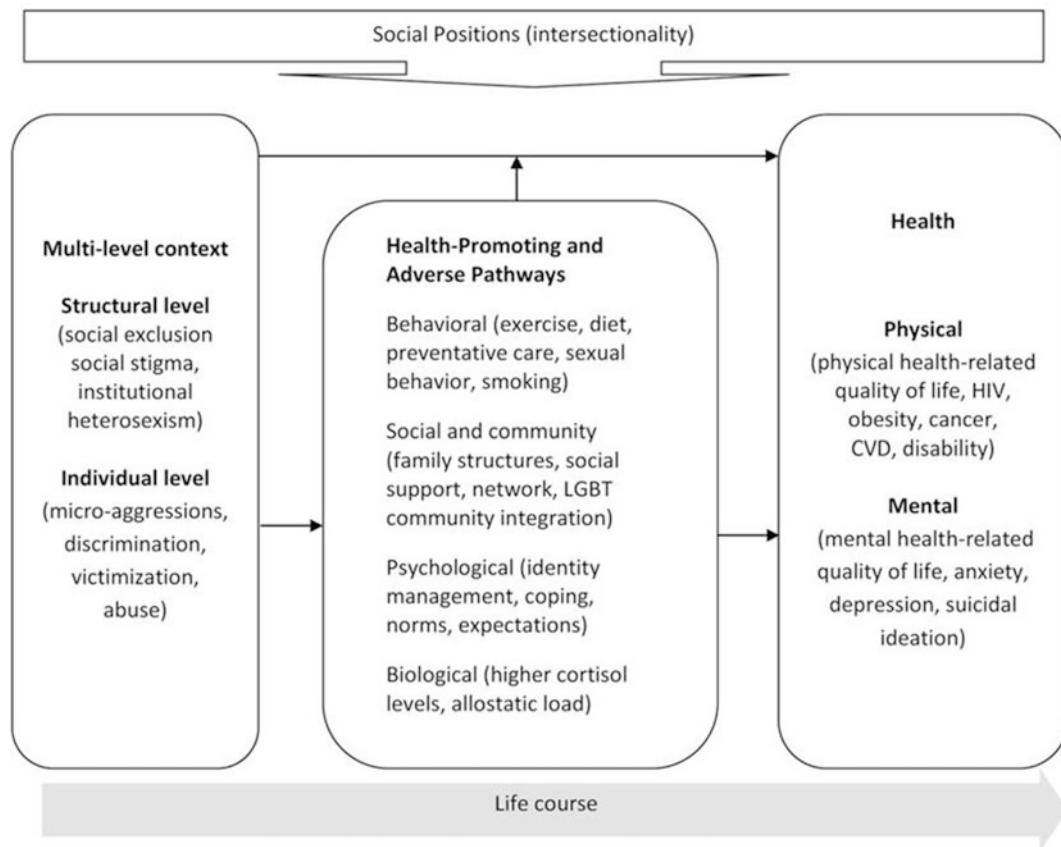 Social Positions (intersectionality)
Multi-level context
Structural level
(social exclusion
social stigma,
institutional
heterosexism)
Individual level
(micro-aggressions,
discrimination,
victimization,
abuse)
Health-Promoting and
Adverse Pathways
Behavioral (exercise, diet,
preventative care, sexual
behavior, smoking)
Social and community
(family structures, social
support, network, LGBT
community integration)
Psychological (identity
management, coping,
norms, expectations)
Biological (higher cortisol
levels, allostatic load)
Health
Physical
(physical health-related
quality of life, HIV,
obesity, cancer,
CVD, disability)
Mental
(mental health-related
quality of life, anxiety,
depression, suicidal
ideation)
Life course